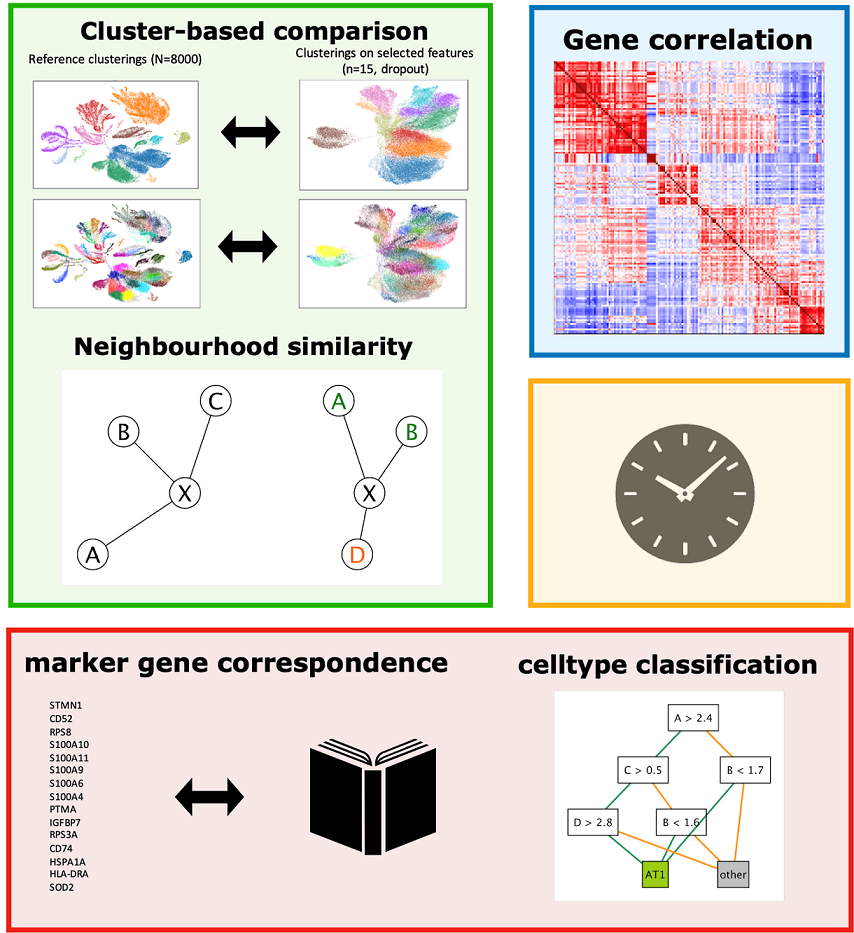 Cluster-based comparison
Reference clusterings (N=8000)
Clusterings on selected features
(n=15, dropout)
Neighbourhood similarity
C
B
X
A
A
B
X
D
Gene correlation
marker gene correspondence
STMN1
CD52
RPS8
S100A10
S100A11
S100A9
S100A6
S100A4
PTMA
IGFBP7
RPS3A
CD74
HSPA1A
HLA-DRA
SOD2
celltype classification
A > 2.4
C > 0.5
B < 1.7
D > 2.8
B < 1.6
AT1
other